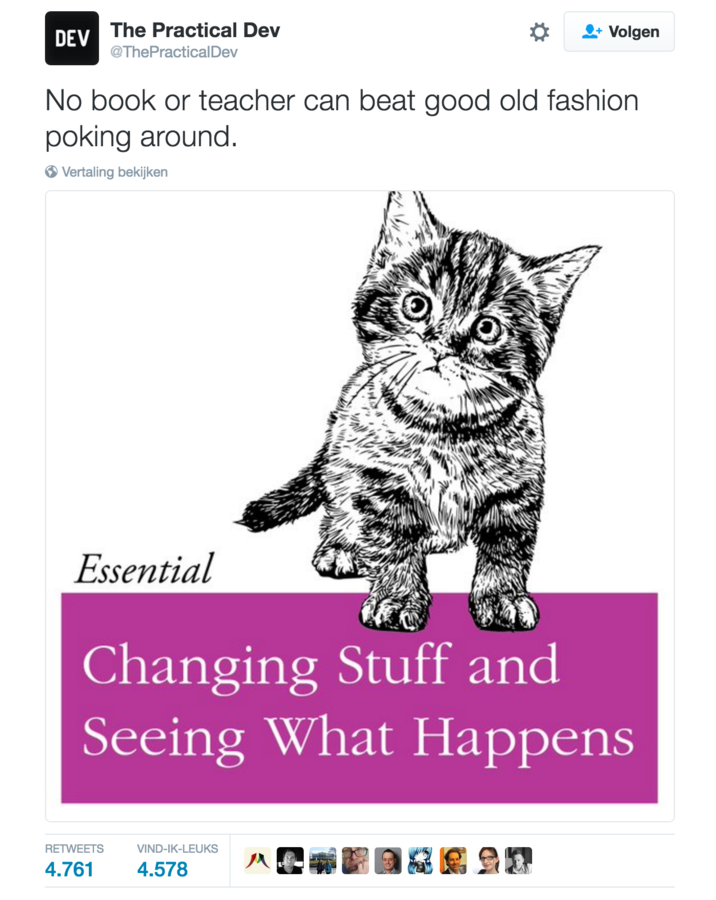 DEV
The Practical Dev
@ThePracticalDev
Volgen
No book or teacher can beat good old fashion
poking around.
Vertaling bekijken
Essential
Changing Stuff and
Seeing What Happens
RETWEETS
4.761
VIND-IK-LEUKS
4.578